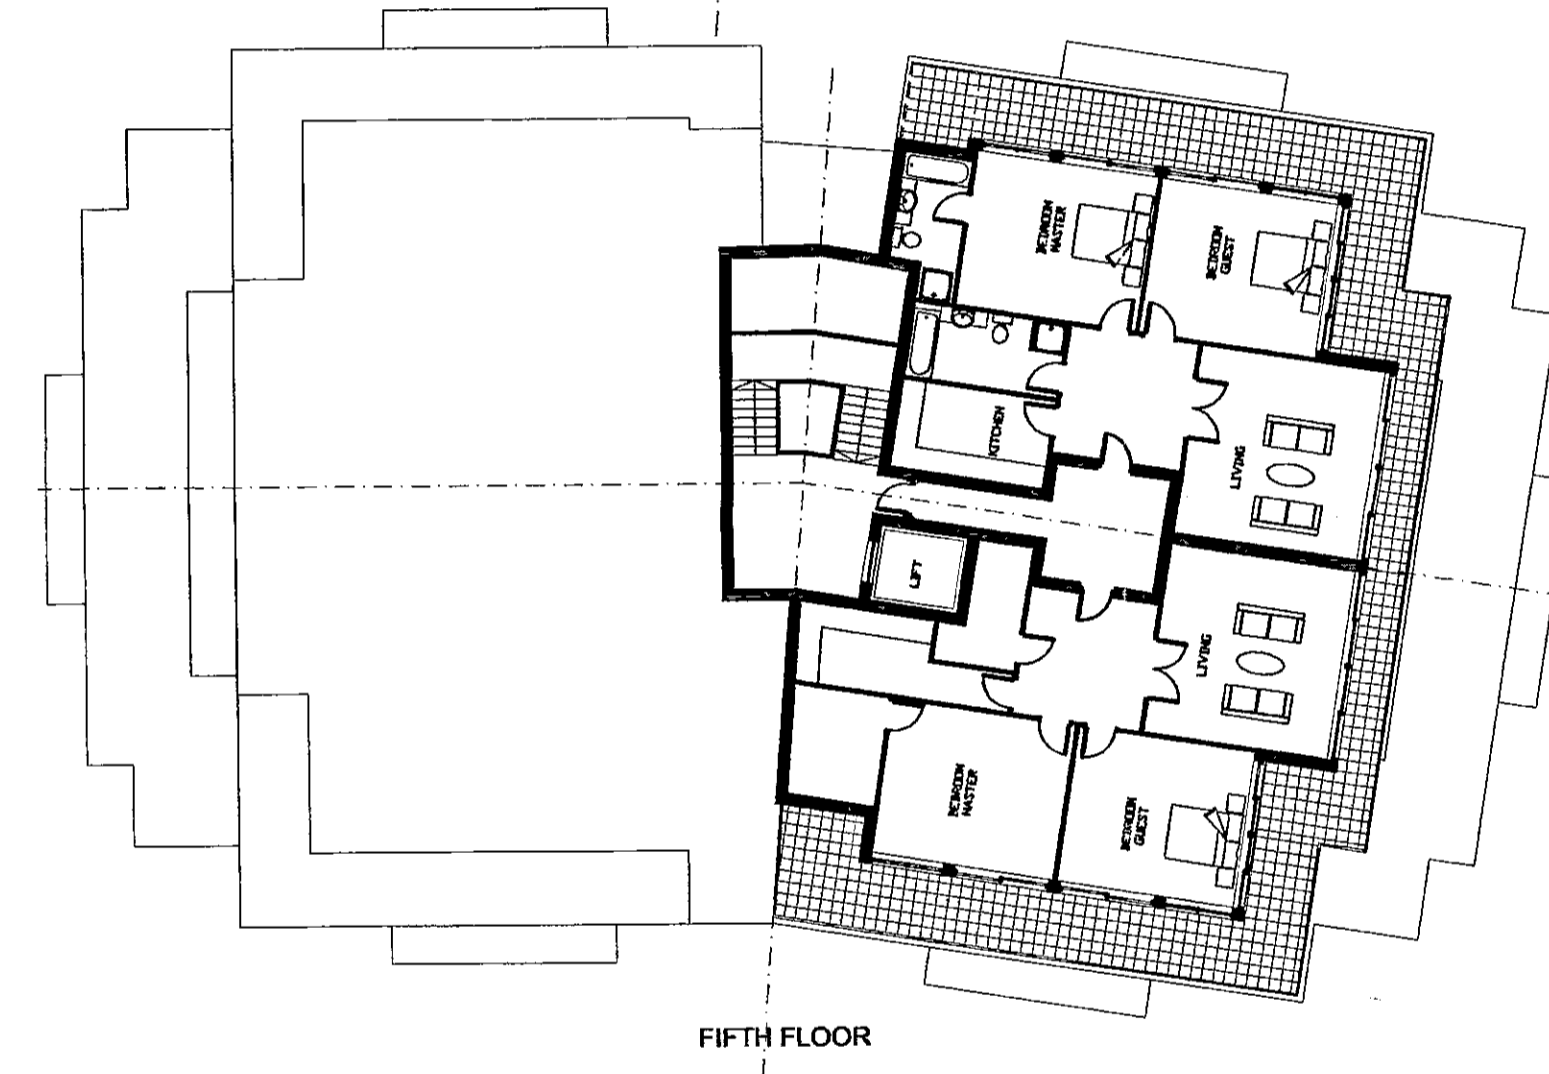 BEDROOM
MASTER
BEDROOM
GUEST
KITCHEN
LIVING
LIFT
LIVING
BEDROOM
MASTER
BEDROOM
GUEST
FIFTH FLOOR